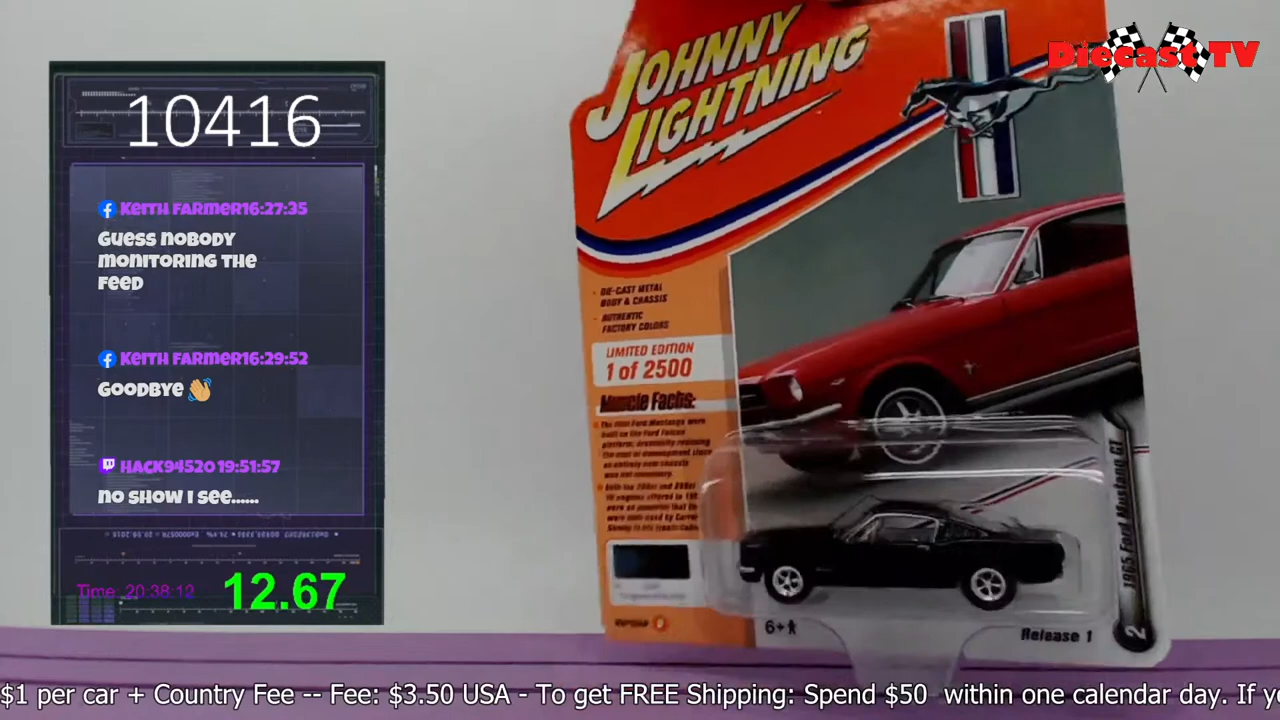 Diecast TV
10416
Keith Farmer16:27:35
Guess nobody
monitoring the
feed
Keith Farmer16:29:52
Goodbye 👋
HACK94520 19:51:57
no show I see......
Time: 20:38:12
12.67
JOHNNY
LIGHTNING
- DIE-CAST METAL
BODY & CHASSIS
- AUTHENTIC
FACTORY COLORS
LIMITED EDITION
1 of 2500
Muscle Facts:
1965 Ford Mustang GT
2
6+
Release 1
$1 per car + Country Fee -- Fee: $3.50 USA - To get FREE Shipping: Spend $50 within one calendar day. If yo